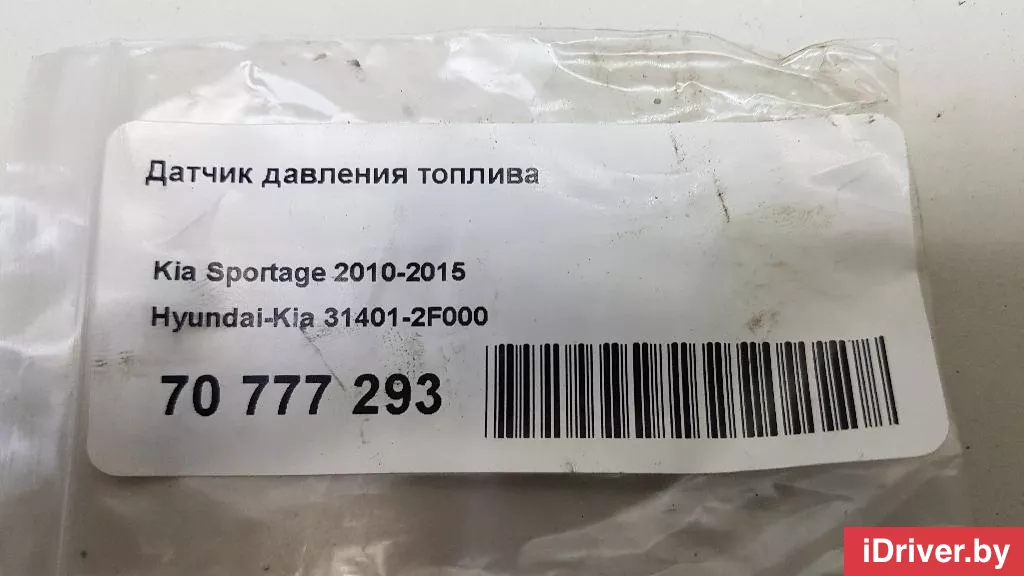 Датчик давления топлива
Kia Sportage 2010-2015
Hyundai-Kia 31401-2F000
70 777 293
iDriver.by